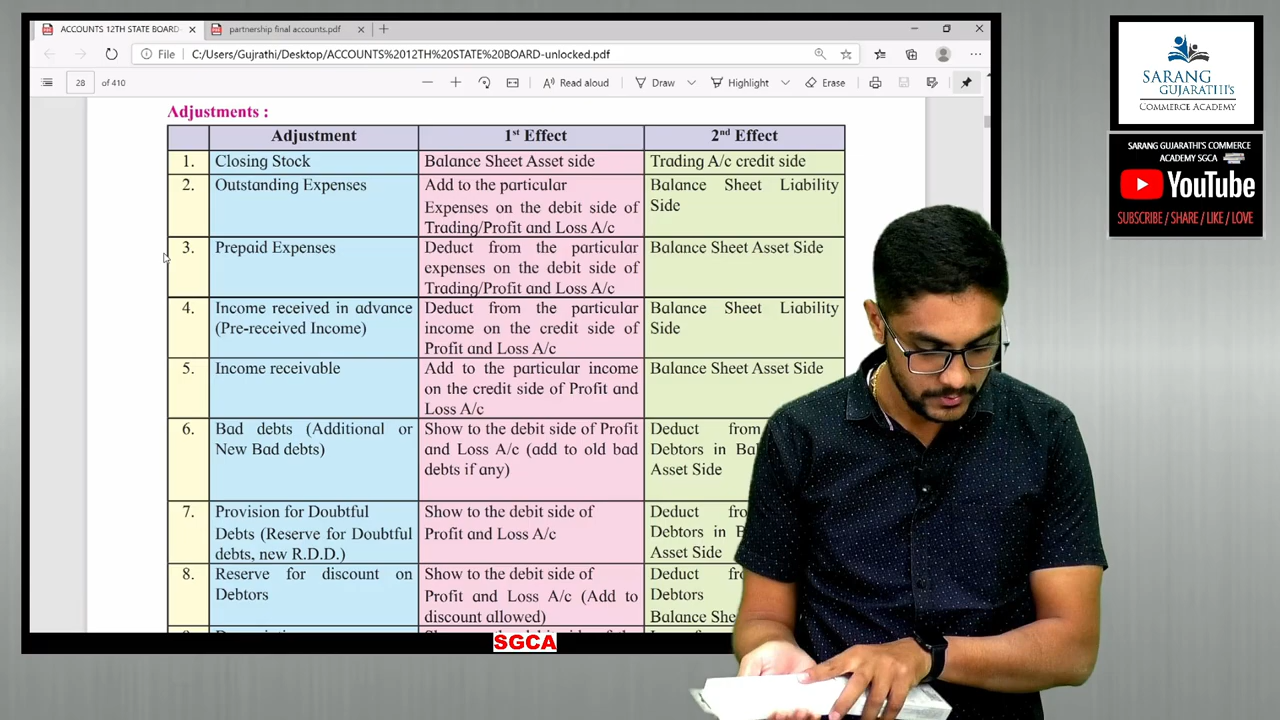 ACCOUNTS 12TH STATE BOARD-
partnership final accounts.pdf
File
C:/Users/Gujrathi/Desktop/ACCOUNTS%2012TH%20STATE%20BOARD-unlocked.pdf
28
of 410
Read aloud
Draw
Highlight
Erase
Adjustments :
Adjustment
1st Effect
2nd Effect
1.
Closing Stock
Balance Sheet Asset side
Trading A/c credit side
2.
Outstanding Expenses
Add to the particular
Expenses on the debit side of
Trading/Profit and Loss A/c
Balance Sheet Liability
Side
3.
Prepaid Expenses
Deduct from the particular
expenses on the debit side of
Trading/Profit and Loss A/c
Balance Sheet Asset Side
4.
Income received in advance
(Pre-received Income)
Deduct from the particular
income on the credit side of
Profit and Loss A/c
Balance Sheet Liability
Side
5.
Income receivable
Add to the particular income
on the credit side of Profit and
Loss A/c
Balance Sheet Asset Side
6.
Bad debts (Additional or
New Bad debts)
Show to the debit side of Profit
and Loss A/c (add to old bad
debts if any)
Deduct from
Debtors in
Asset Side
7.
Provision for Doubtful
Debts (Reserve for Doubtful
debts, new R.D.D.)
Show to the debit side of
Profit and Loss A/c
Deduct
Debtors in
Asset Side
8.
Reserve for discount on
Debtors
Show to the debit side of
Profit and Loss A/c (Add to
discount allowed)
Deduct
Debtors
Balance
SGCA
SARANG
GUJARATHI'S
COMMERCE ACADEMY
SARANG GUJARATHI'S COMMERCE
ACADEMY SGCA
YouTube
SUBSCRIBE / SHARE / LIKE / LOVE